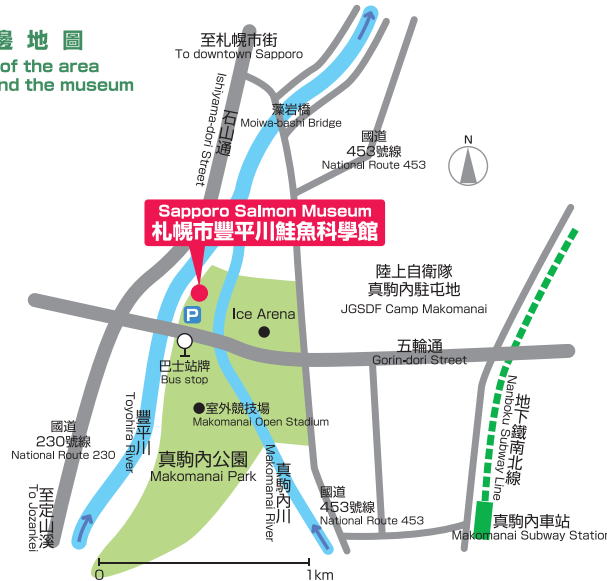 邊地圖
of the area
nd the museum
至札幌市街
To downtown Sapporo
石山通
Ishiyama-dori Street
藻岩橋
Moiwa-bashi Bridge
國道
453號線
National Route 453
N
Sapporo Salmon Museum
札幌市豐平川鮭魚科學館
陸上自衛隊
真駒內駐屯地
JGSDF Camp Makomanai
P
Ice Arena
五輪通
Gorin-dori Street
巴士站牌
Bus stop
室外競技場
Makomanai Open Stadium
豐平川
Toyohira River
國道
230號線
National Route 230
至定山溪
To Jozankei
真駒內公園
Makomanai Park
真駒內川
Makomanai River
國道
453號線
National Route 453
地下鐵南北線
Nanboku Subway Line
真駒內車站
Makomanai Subway Station
0
1km